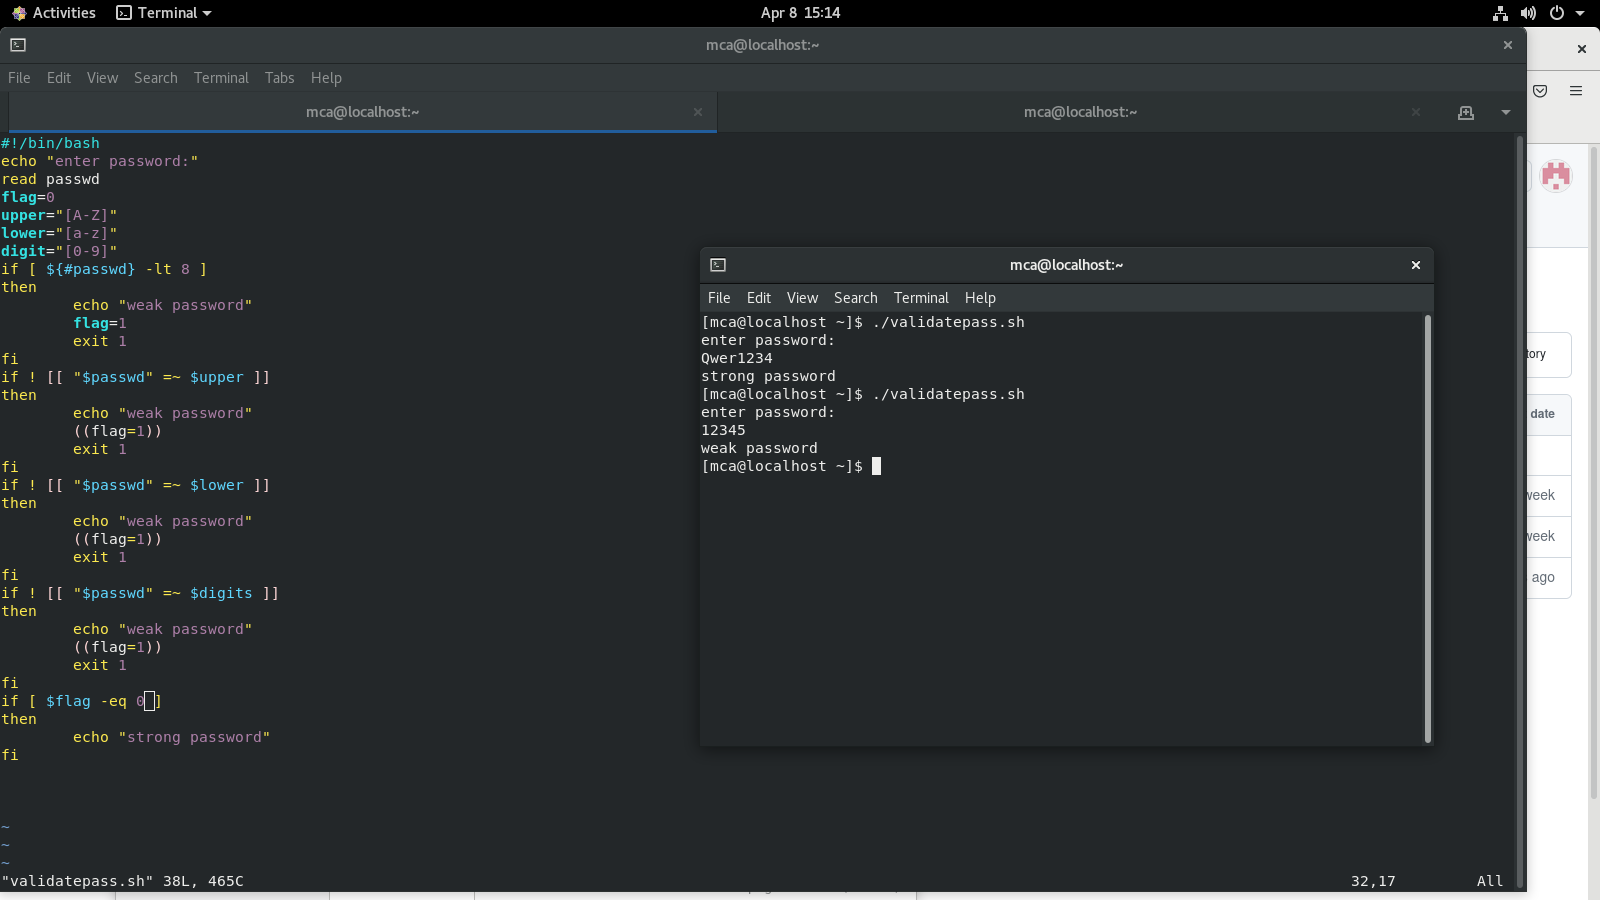 Activities Terminal Apr 8 15:14
mca@localhost:~
File Edit View Search Terminal Tabs Help
mca@localhost:~ mca@localhost:~
#!/bin/bash
echo "enter password:"
read passwd
flag=0
upper="[A-Z]"
lower="[a-z]"
digit="[0-9]"
if [ ${#passwd} -lt 8 ]
then
        echo "weak password"
        flag=1
        exit 1
fi
if ! [[ "$passwd" =~ $upper ]]
then
        echo "weak password"
        ((flag=1))
        exit 1
fi
if ! [[ "$passwd" =~ $lower ]]
then
        echo "weak password"
        ((flag=1))
        exit 1
fi
if ! [[ "$passwd" =~ $digits ]]
then
        echo "weak password"
        ((flag=1))
        exit 1
fi
if [ $flag -eq 0 ]
then
        echo "strong password"
fi
~
~
~
"validatepass.sh" 38L, 465C 32,17 All
mca@localhost:~
File Edit View Search Terminal Help
[mca@localhost ~]$ ./validatepass.sh
enter password:
Qwer1234
strong password
[mca@localhost ~]$ ./validatepass.sh
enter password:
12345
weak password
[mca@localhost ~]$
tory
date
week
week
ago